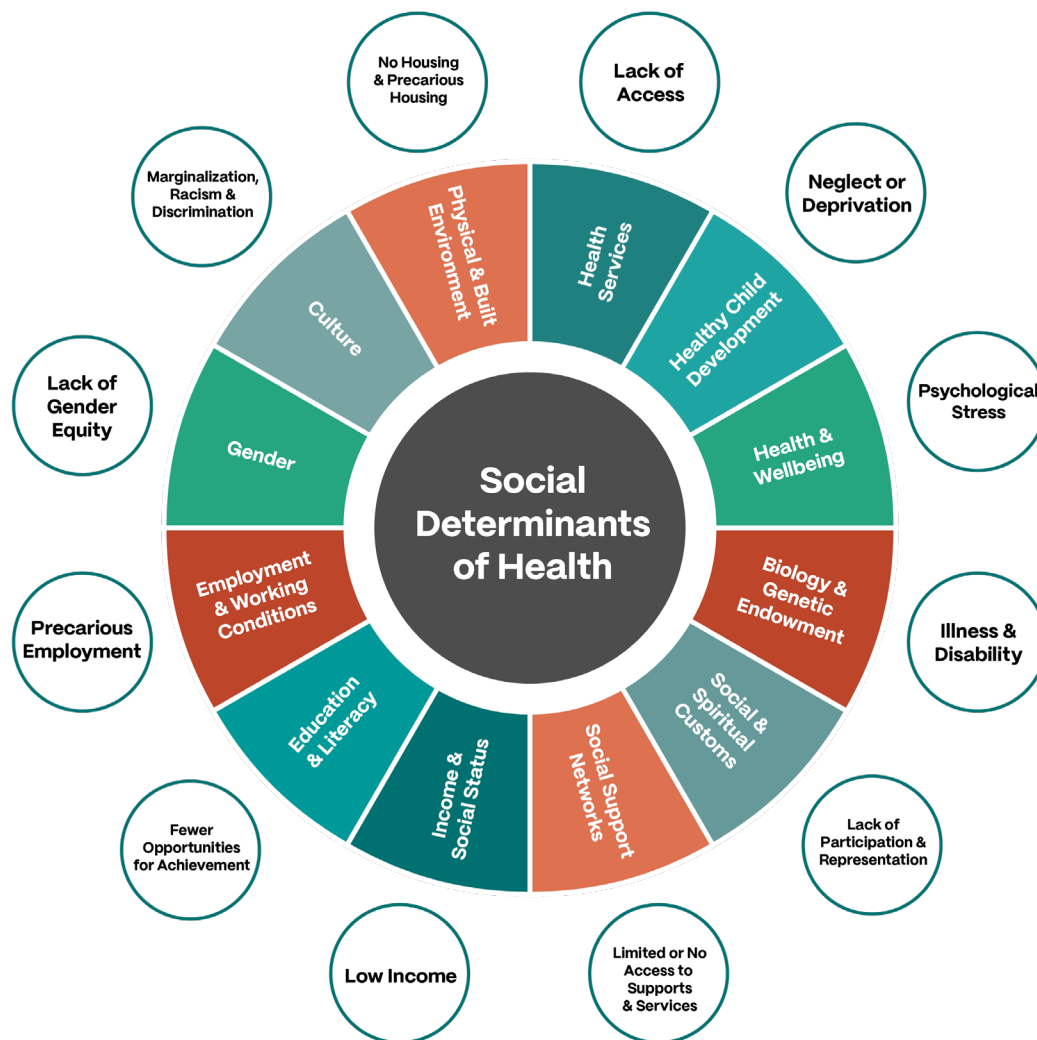 Social
Determinants
of Health
Health
Services
Healthy Child
Development
Health &
Wellbeing
Biology &
Genetic
Endowment
Social &
Spiritual
Customs
Social Support
Networks
Income &
Social Status
Education
& Literacy
Employment
& Working
Conditions
Gender
Culture
Physical & Built
Environment
Lack of
Access
Neglect or
Deprivation
Psychological
Stress
Illness &
Disability
Lack of
Participation &
Representation
Limited or No
Access to
Supports
& Services
Low Income
Fewer
Opportunities
for Achievement
Precarious
Employment
Lack of
Gender
Equity
Marginalization,
Racism &
Discrimination
No Housing
& Precarious
Housing